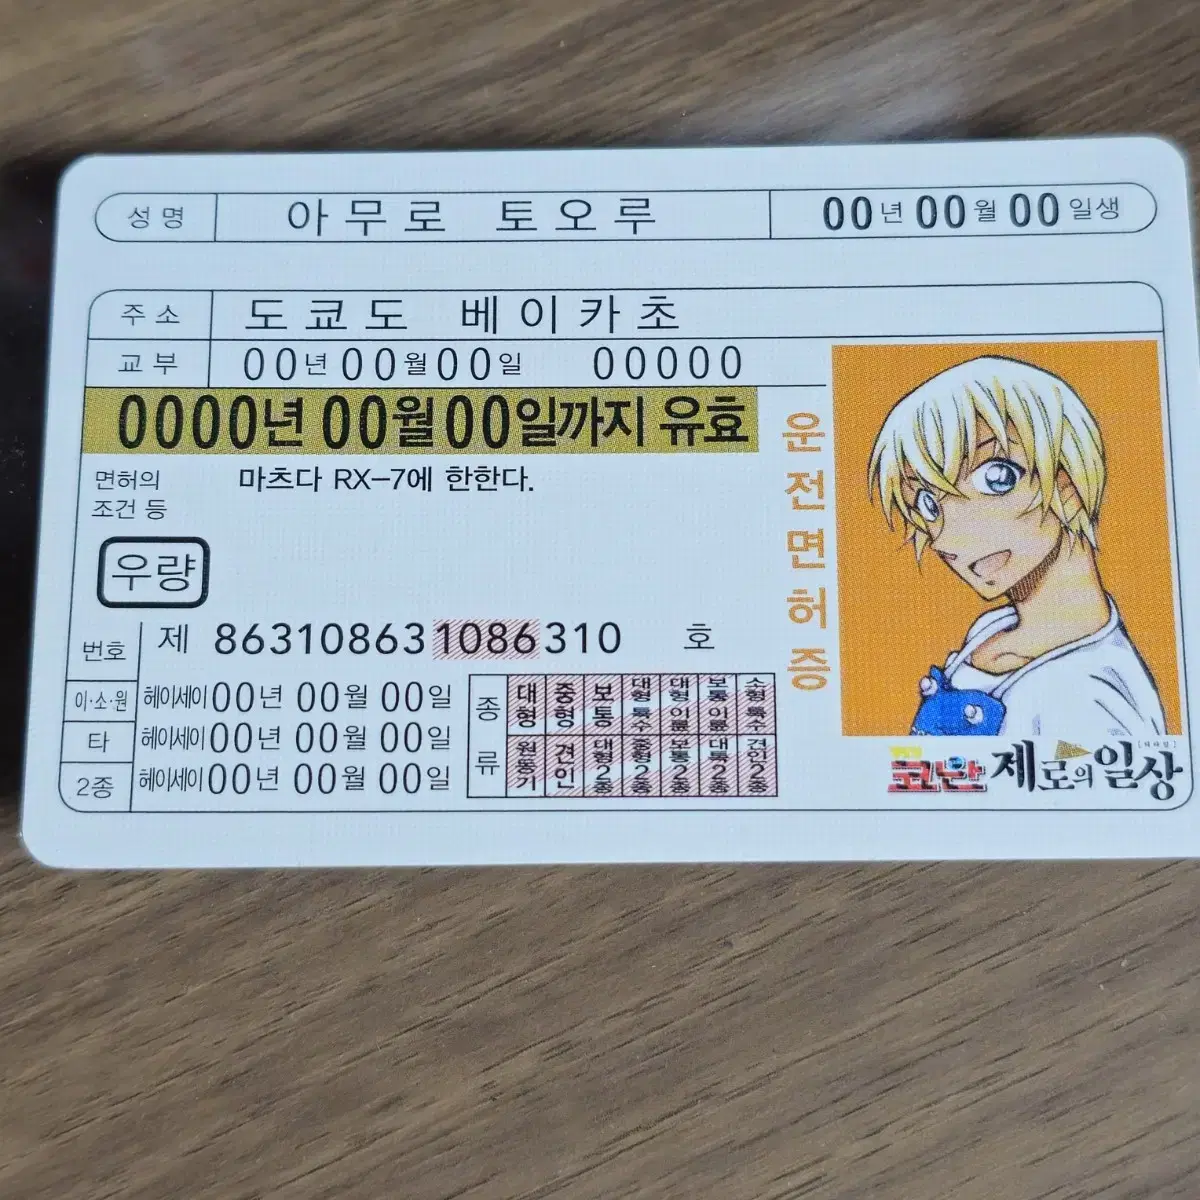 성명 아무로 토오루 00년 00월 00일생
주소 도쿄도 베이카초
교부 00년 00월 00일 00000
0000년 00월 00일까지 유효
면허의 조건 등 마츠다 RX-7에 한한다.
우량
번호 제 86310863 1086 310 호
이·소·원 헤이세이 00년 00월 00일
타 헤이세이 00년 00월 00일
2종 헤이세이 00년 00월 00일
종류
대형 중형 보통 대형특수 대형이륜 보통이륜 소형특수
원동기 견인 대형2종 중형2종 보통2종 대특2종 견인2종
운전면허증
코난 제로의 일상